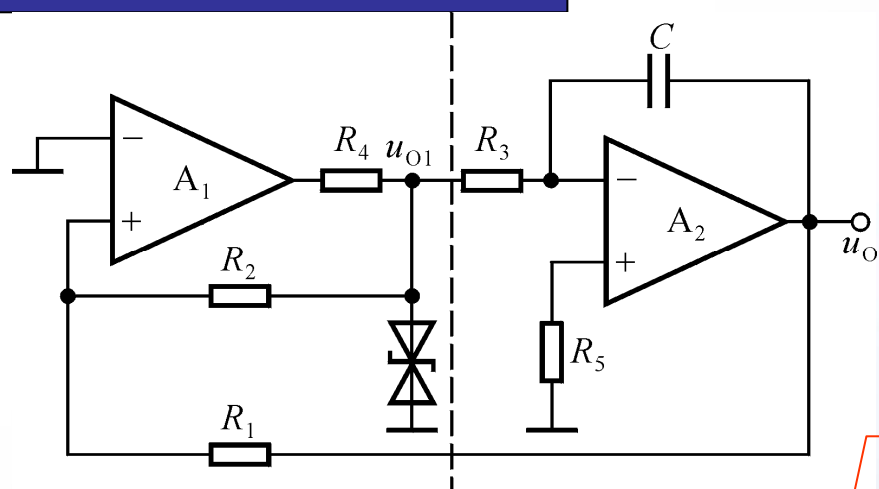 C
R4 uO1 R3
− A1 +
− A2 +
uO
R2
R5
R1